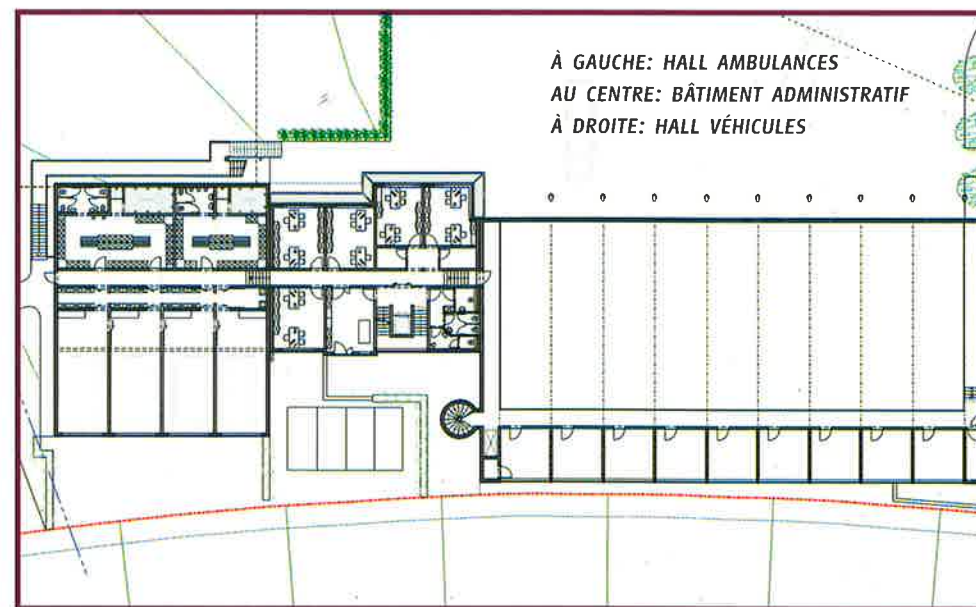 À GAUCHE: HALL AMBULANCES
AU CENTRE: BÂTIMENT ADMINISTRATIF
À DROITE: HALL VÉHICULES